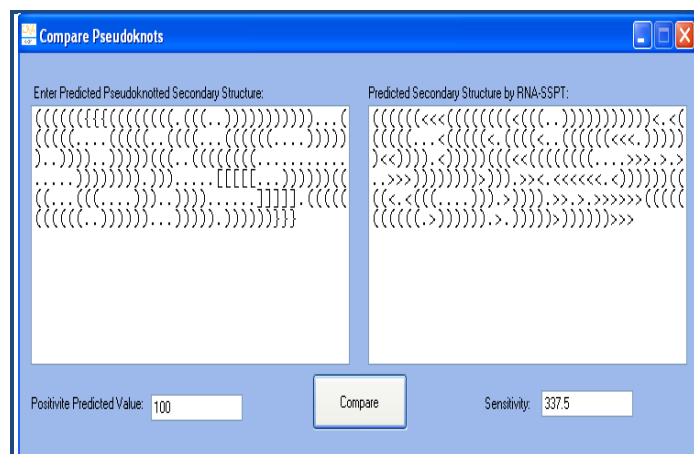 Compare Pseudoknots
Enter Predicted Pseudoknotted Secondary Structure:
(((((({{{(((((((((.(((..))))))))))))...(
(((((....(((((..((((...((((((....)))))
)..))))..)))))(((..((((((((............
.....)))))))).))).....[[[[[...))))))((
((...(((....)))..))))......]]]]].(((((
((((((..))))))...))))).))))))}}}
Predicted Secondary Structure by RNA-SSPT:
((((((<<<(((((((((<(((..))))))))))))<.<(
(((((...<(((((.<((((<..((((((<<<.)))))
)<<)))).<)))))(((<<((((((((....>>>.>.>
..>>>))))))))>))).>><.<<<<<<.<))))))((
((<.<(((....))).>)))).>>.>.>>>>>>(((((
((((((.>)))))).>.)))))>))))))>>>
Positivite Predicted Value:
100
Compare
Sensitivity:
337.5